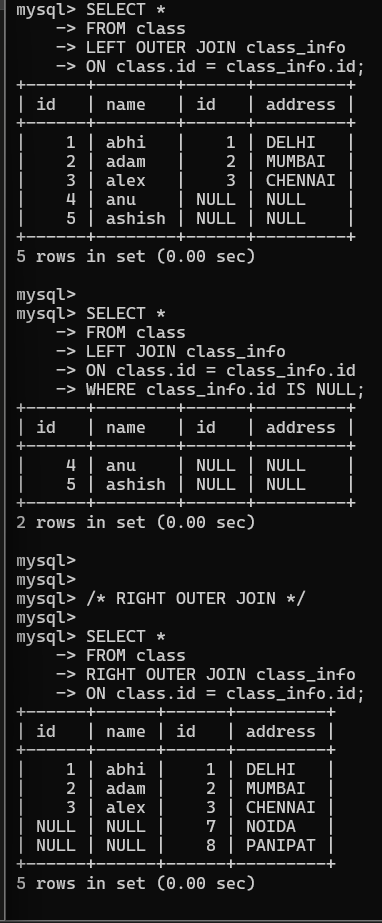 mysql> SELECT *
    -> FROM class
    -> LEFT OUTER JOIN class_info
    -> ON class.id = class_info.id;
+------+--------+------+---------+
| id   | name   | id   | address |
+------+--------+------+---------+
|    1 | abhi   |    1 | DELHI   |
|    2 | adam   |    2 | MUMBAI  |
|    3 | alex   |    3 | CHENNAI |
|    4 | anu    | NULL | NULL    |
|    5 | ashish | NULL | NULL    |
+------+--------+------+---------+
5 rows in set (0.00 sec)

mysql>
mysql> SELECT *
    -> FROM class
    -> LEFT JOIN class_info
    -> ON class.id = class_info.id
    -> WHERE class_info.id IS NULL;
+------+--------+------+---------+
| id   | name   | id   | address |
+------+--------+------+---------+
|    4 | anu    | NULL | NULL    |
|    5 | ashish | NULL | NULL    |
+------+--------+------+---------+
2 rows in set (0.00 sec)

mysql>
mysql>
mysql> /* RIGHT OUTER JOIN */
mysql>
mysql> SELECT *
    -> FROM class
    -> RIGHT OUTER JOIN class_info
    -> ON class.id = class_info.id;
+------+------+------+---------+
| id   | name | id   | address |
+------+------+------+---------+
|    1 | abhi |    1 | DELHI   |
|    2 | adam |    2 | MUMBAI  |
|    3 | alex |    3 | CHENNAI |
| NULL | NULL |    7 | NOIDA   |
| NULL | NULL |    8 | PANIPAT |
+------+------+------+---------+
5 rows in set (0.00 sec)